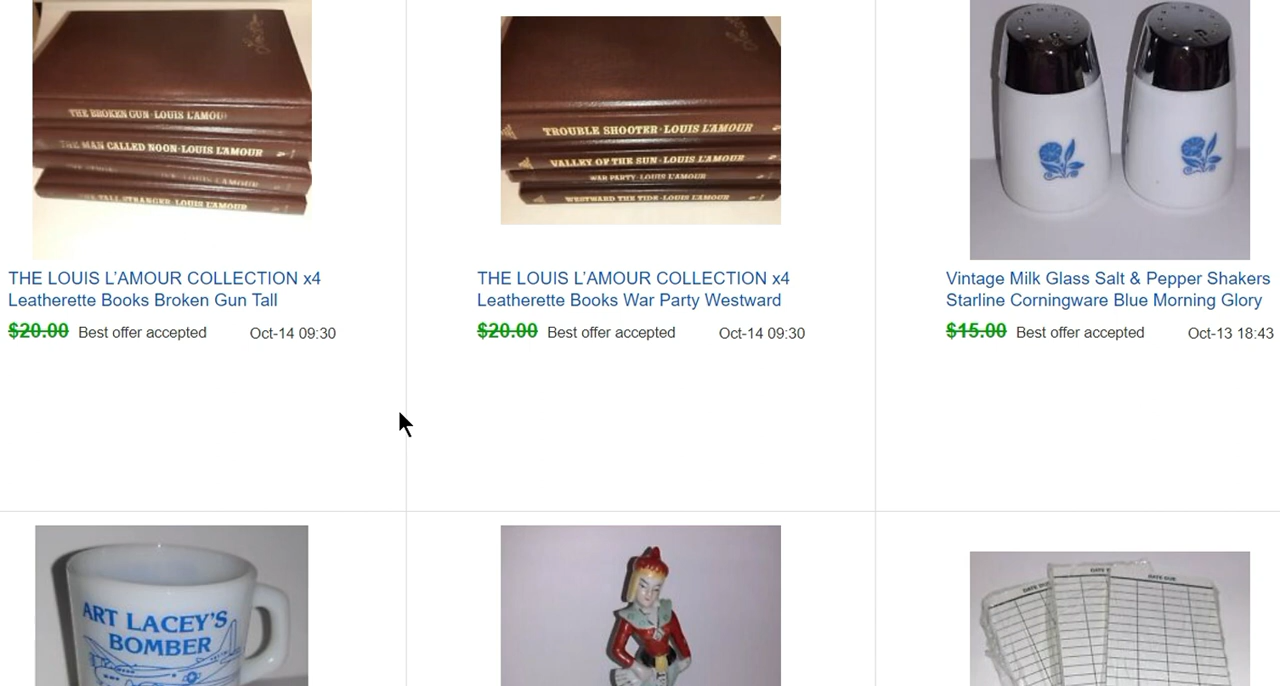 THE BROKEN GUN·LOUIS L'AMOU
THE MAN CALLED NOON·LOUIS L'AMOUR
LOUIS L'AMOUR
TALL STRANGER·LOUIS L'AMOUR
TROUBLE SHOOTER·LOUIS L'AMOUR
VALLEY OF THE SUN·LOUIS L'AMOUR
WAR PARTY·LOUIS L'AMOUR
WESTWARD THE TIDE·LOUIS L'AMOUR
THE LOUIS L'AMOUR COLLECTION x4
Leatherette Books Broken Gun Tall
$20.00 Best offer accepted Oct-14 09:30
THE LOUIS L'AMOUR COLLECTION x4
Leatherette Books War Party Westward
$20.00 Best offer accepted Oct-14 09:30
Vintage Milk Glass Salt & Pepper Shakers
Starline Corningware Blue Morning Glory
$15.00 Best offer accepted Oct-13 18:43
ART LACEY'S
BOMBER
DATE DUE
DATE
DATE DUE